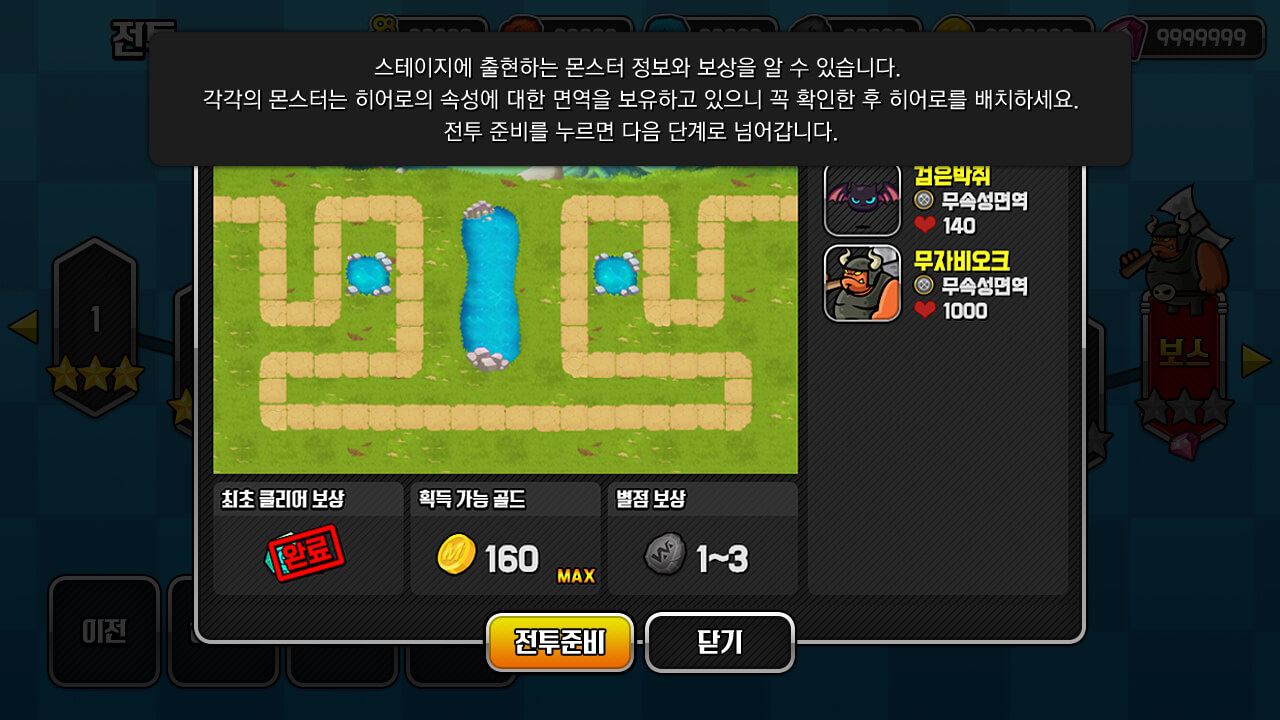 스테이지에 출현하는 몬스터 정보와 보상을 알 수 있습니다.
각각의 몬스터는 히어로의 속성에 대한 면역을 보유하고 있으니 꼭 확인한 후 히어로를 배치하세요.
전투 준비를 누르면 다음 단계로 넘어갑니다.
9999999
검은박쥐
무속성면역
140
무자비오크
무속성면역
1000
1
보스
최초 클리어 보상
획득 가능 골드
별점 보상
완료
160
MAX
1~3
이전
전투준비
닫기